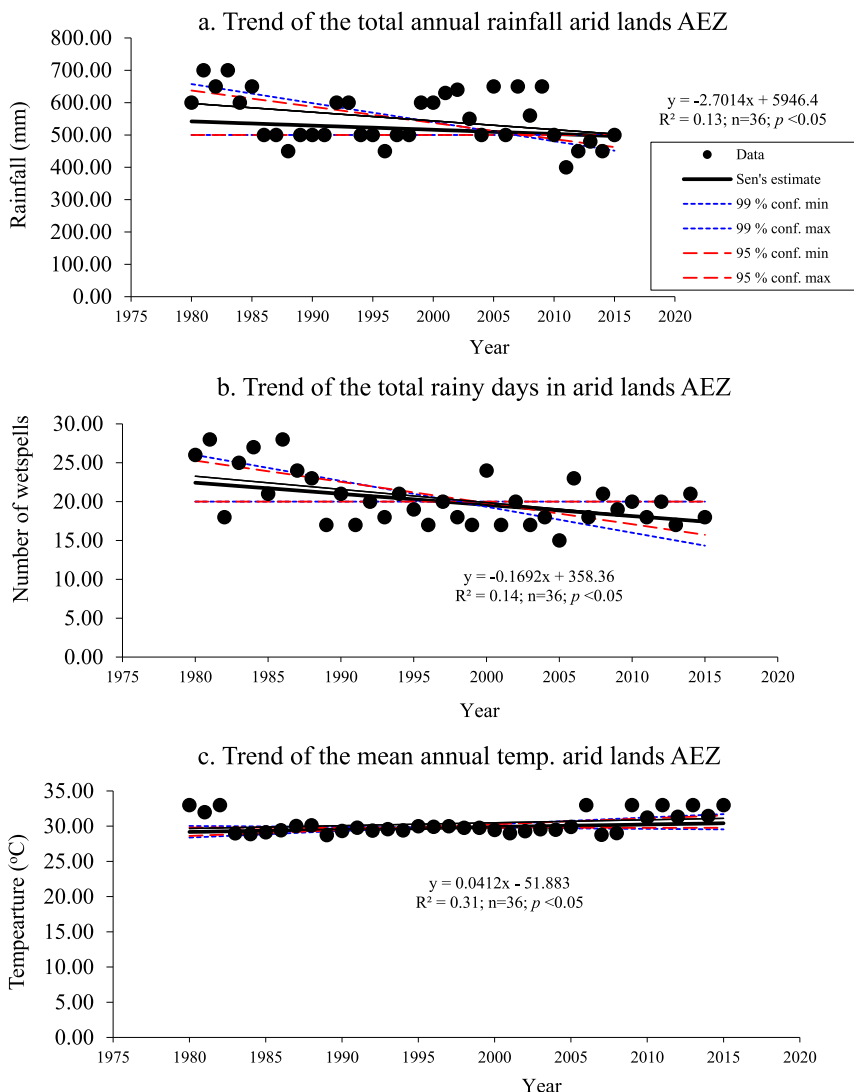 a. Trend of the total annual rainfall arid lands AEZ
800.00
700.00
600.00
500.00
400.00
300.00
200.00
100.00
0.00
Rainfall (mm)
y = -2.7014x + 5946.4
R² = 0.13; n=36; p <0.05
Data
Sen's estimate
99 % conf. min
99 % conf. max
95 % conf. min
95 % conf. max
1975 1980 1985 1990 1995 2000 2005 2010 2015 2020
Year
b. Trend of the total rainy days in arid lands AEZ
30.00
25.00
20.00
15.00
10.00
5.00
0.00
Number of wetspells
y = -0.1692x + 358.36
R² = 0.14; n=36; p <0.05
1975 1980 1985 1990 1995 2000 2005 2010 2015 2020
Year
c. Trend of the mean annual temp. arid lands AEZ
35.00
30.00
25.00
20.00
15.00
10.00
5.00
0.00
Tempearture (°C)
y = 0.0412x - 51.883
R² = 0.31; n=36; p <0.05
1975 1980 1985 1990 1995 2000 2005 2010 2015 2020
Year